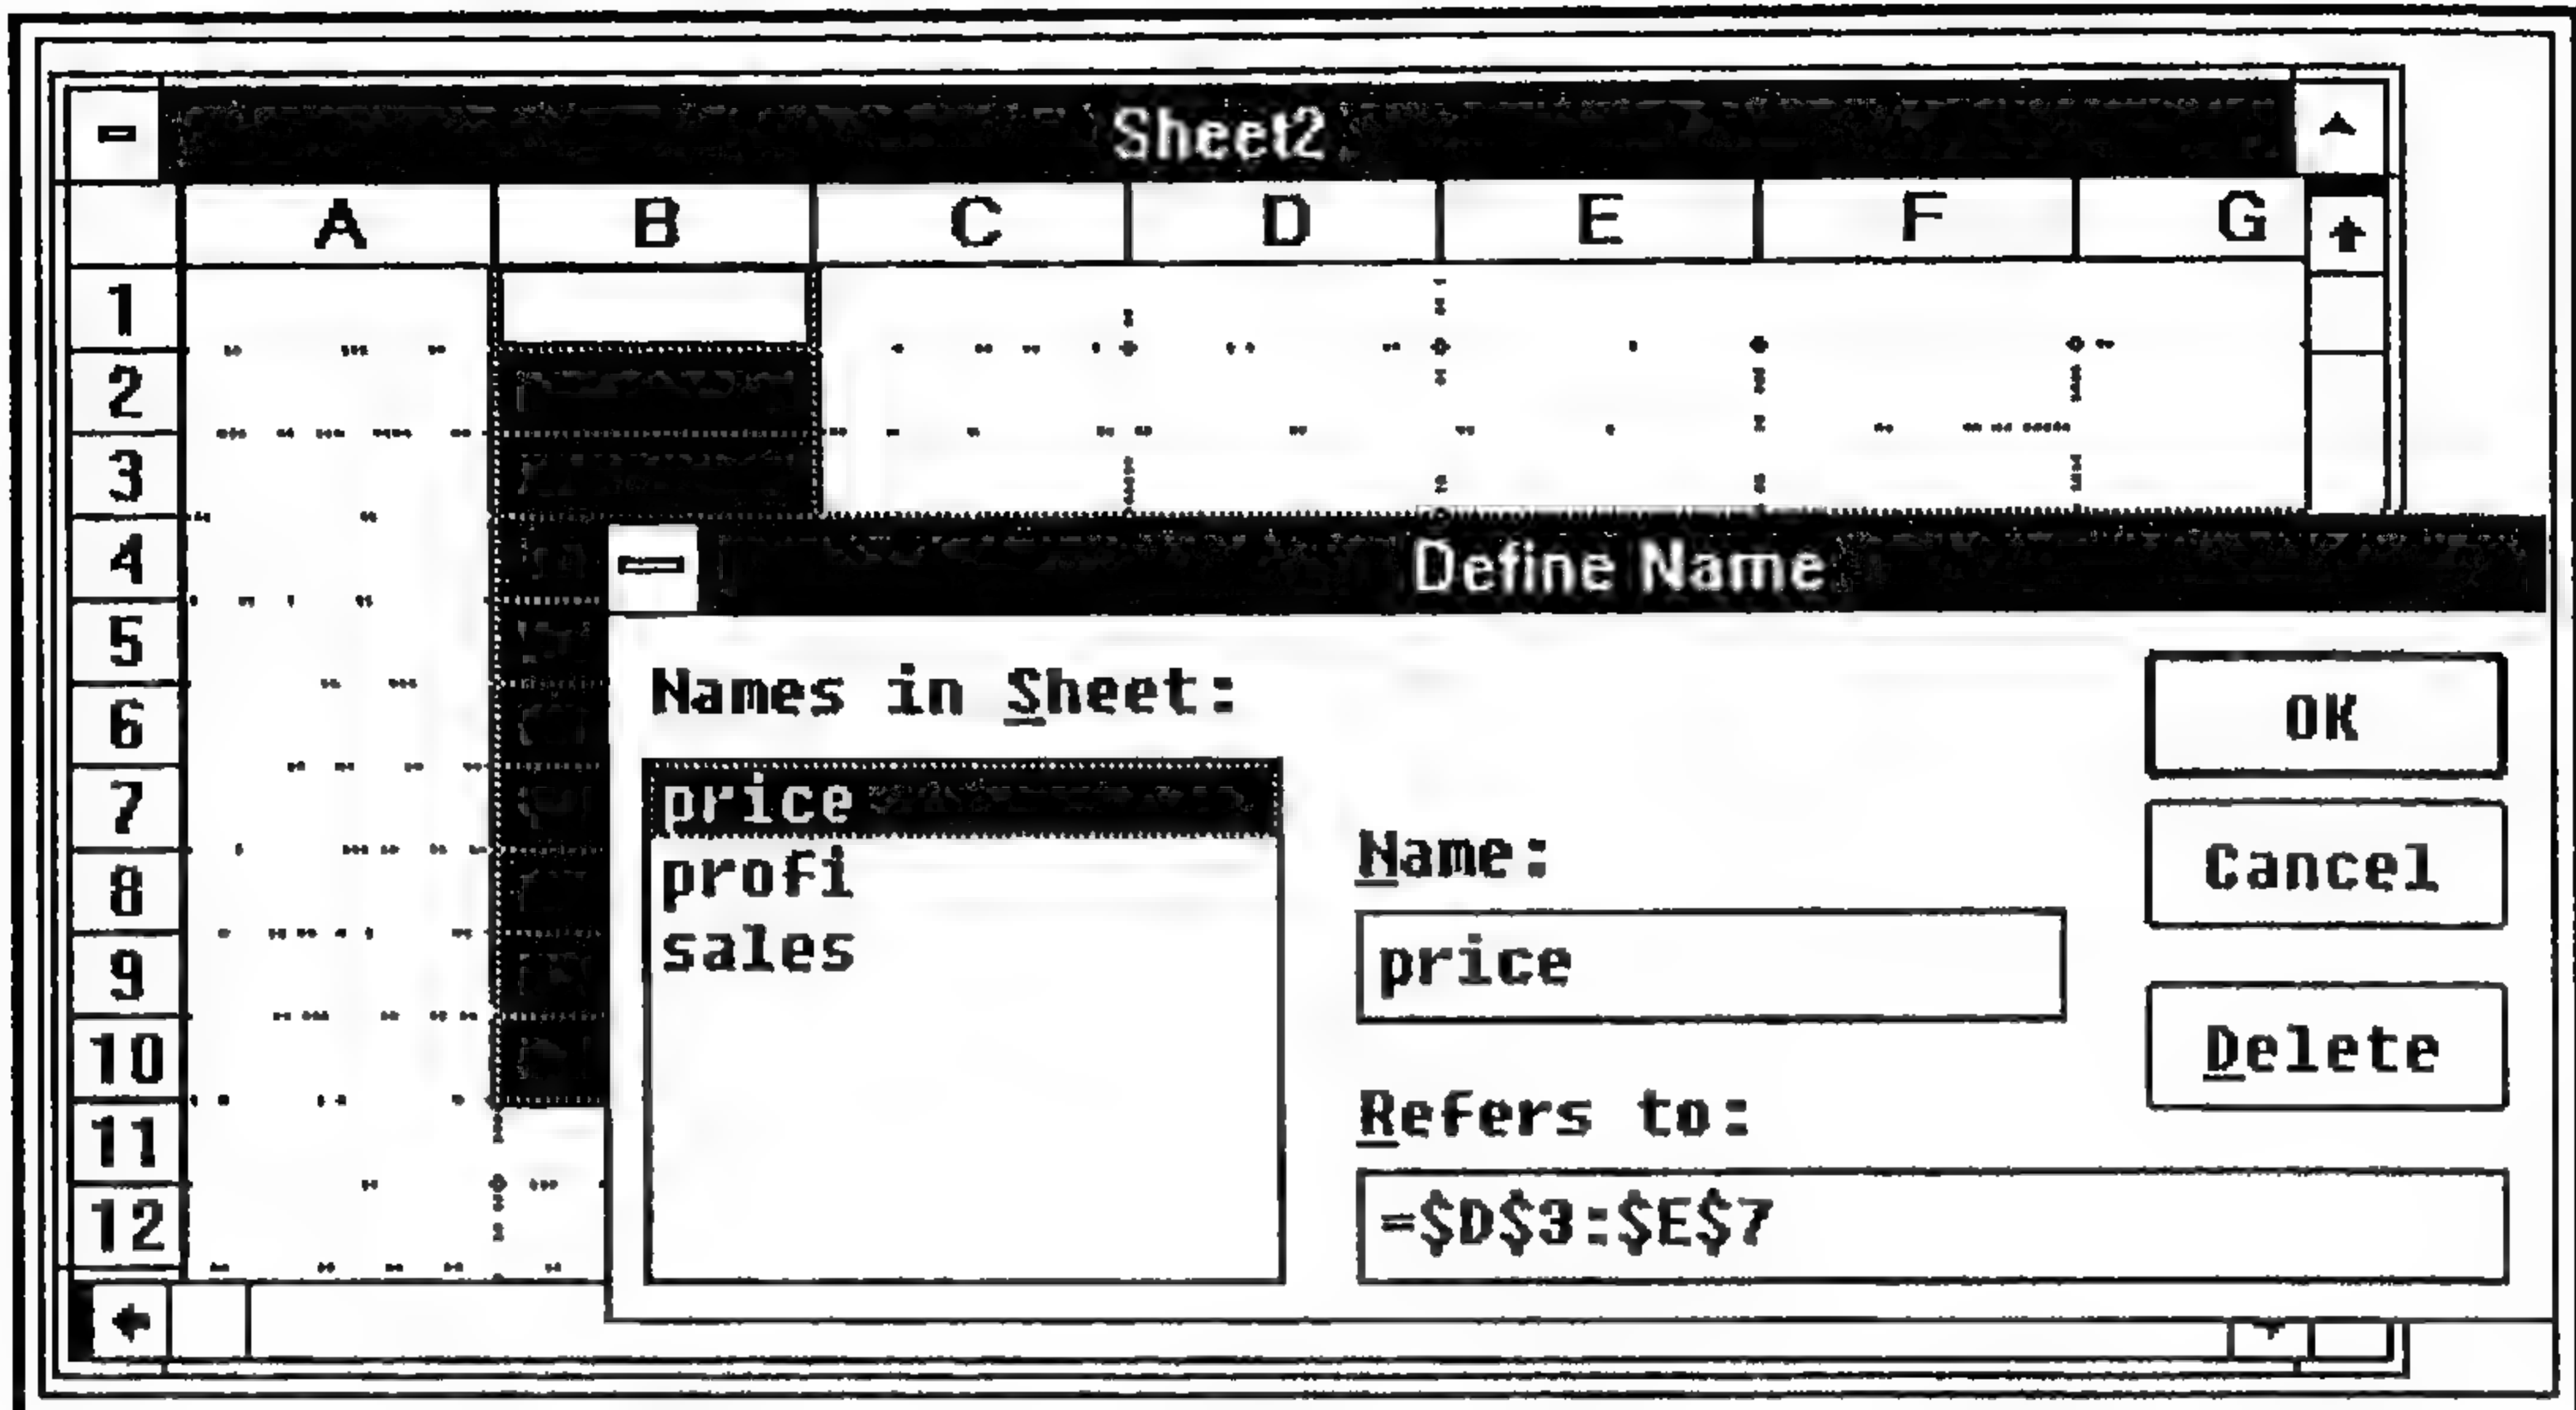 Sheet2
A B C D E F G
1
2
3
4
5
6
7
8
9
10
11
12
Define Name
Names in Sheet:
price
profi
sales
Name:
price
Refers to:
=$D$3:$E$7
OK
Cancel
Delete